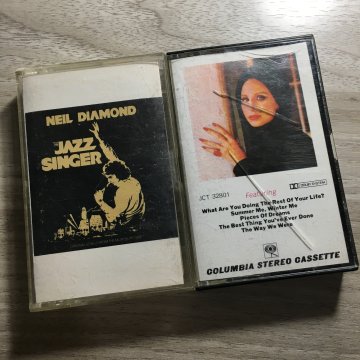 NEIL DIAMOND
THE
JAZZ
SINGER
JCT 32801
Featuring
DOLBY SYSTEM
What Are You Doing The Rest Of Your Life?
Summer Me, Winter Me
Pieces Of Dreams
The Best Thing You've Ever Done
The Way We Were
COLUMBIA STEREO CASSETTE